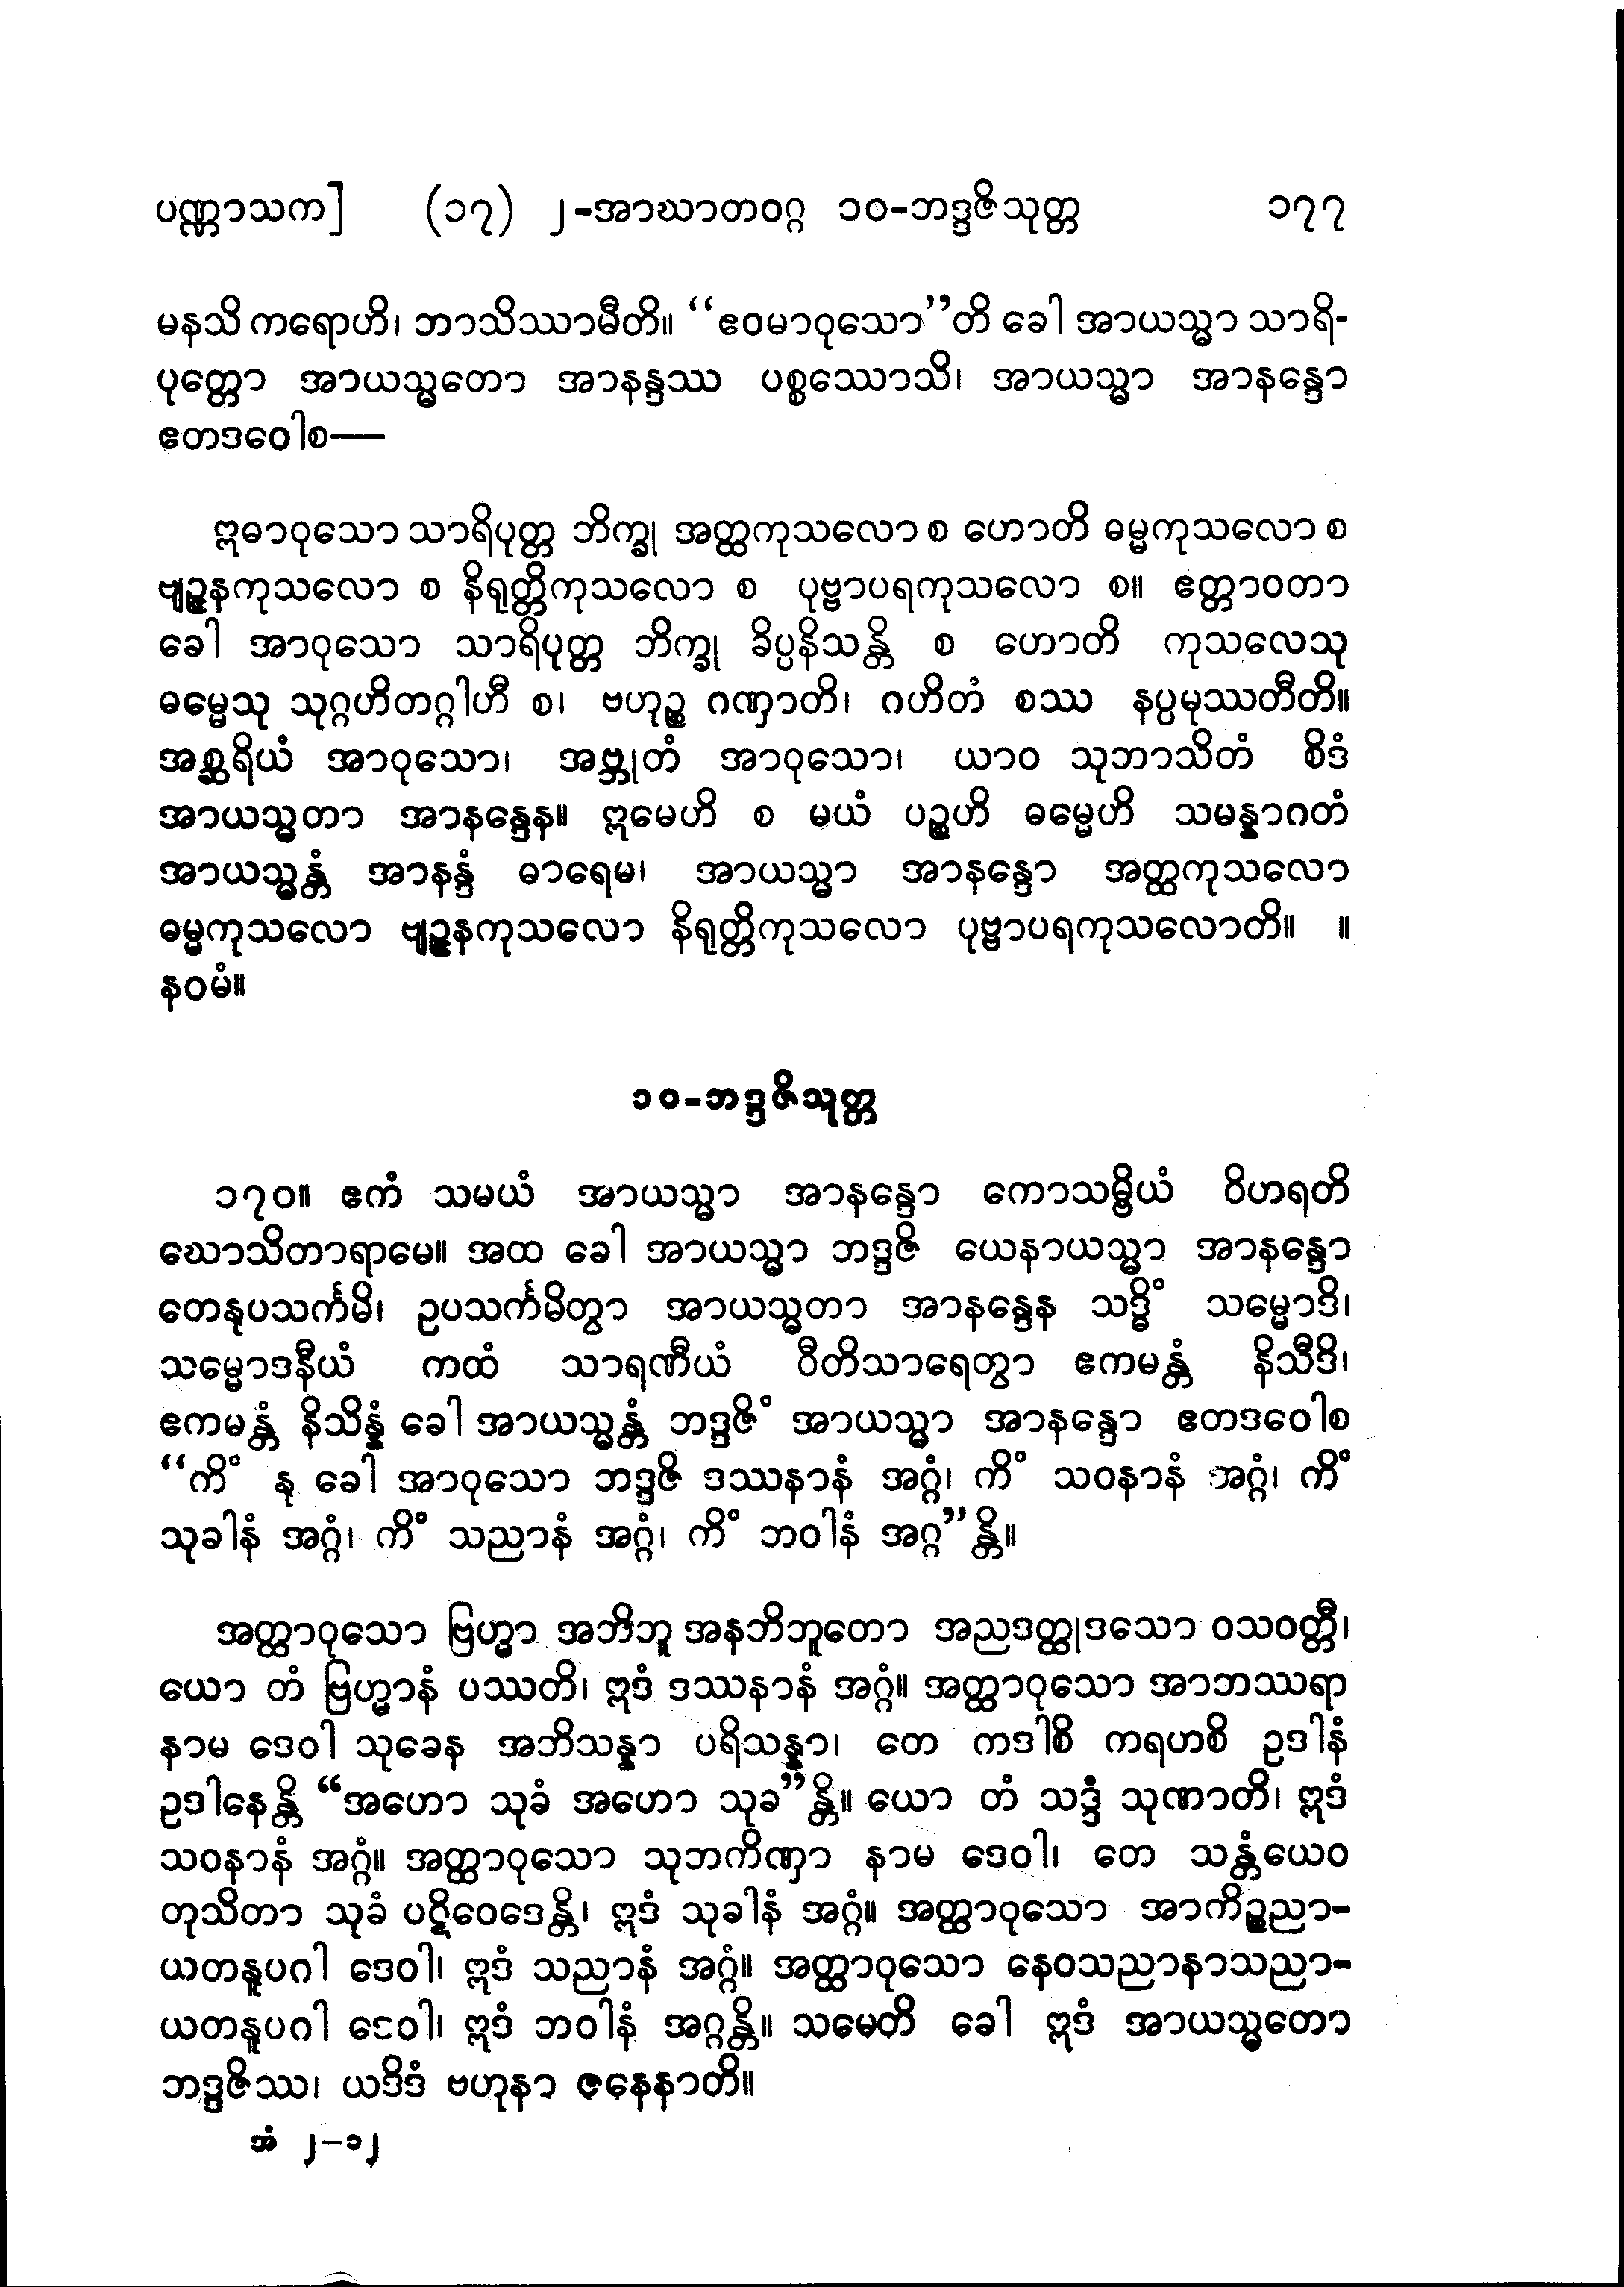 ပဏ္ဏာသက] (၁၇) ၂-အာဃာတဝဂ္ဂ ၁၀-ဘဒ္ဒဇိသုတ္တ ၁၇၇
မနသိ ကရောဟိ၊ ဘာသိဿာမီတိ။ “ဧဝမာဝုသော”တိ ခေါ အာယသ္မာ သာရိ-
ပုတ္တော အာယသ္မတော အာနန္ဒဿ ပစ္စဿောသိ၊ အာယသ္မာ အာနန္ဒော
ဧတဒဝေါစ—
ဣဓာဝုသော သာရိပုတ္တ ဘိက္ခု အတ္ထကုသလော စ ဟောတိ ဓမ္မကုသလော စ
ဗျဉ္ဇနကုသလော စ နိရုတ္တိကုသလော စ ပုဗ္ဗာပရကုသလော စ။ ဧတ္တာဝတာ
ခေါ အာဝုသော သာရိပုတ္တ ဘိက္ခု ခိပ္ပနိသန္တိ စ ဟောတိ ကုသလေသု
ဓမ္မေသု သုဂ္ဂဟိတဂ္ဂါဟီ စ၊ ဗဟုဉ္စ ဂဏှာတိ၊ ဂဟိတံ စဿ နပ္ပမုဿတီတိ။
အစ္ဆရိယံ အာဝုသော၊ အဗ္ဘုတံ အာဝုသော၊ ယာဝ သုဘာသိတံ စိဒံ
အာယသ္မတာ အာနန္ဒေန။ ဣမေဟိ စ မယံ ပဉ္စဟိ ဓမ္မေဟိ သမန္နာဂတံ
အာယသ္မန္တံ အာနန္ဒံ ဓာရေမ၊ အာယသ္မာ အာနန္ဒော အတ္ထကုသလော
ဓမ္မကုသလော ဗျဉ္ဇနကုသလော နိရုတ္တိကုသလော ပုဗ္ဗာပရကုသလောတိ။ ။
နဝမံ။
၁၀-ဘဒ္ဒဇိသုတ္တ
၁၇၀။ ဧကံ သမယံ အာယသ္မာ အာနန္ဒော ကောသမ္ဗိယံ ဝိဟရတိ
ဃောသိတာရာမေ။ အထ ခေါ အာယသ္မာ ဘဒ္ဒဇိ ယေနာယသ္မာ အာနန္ဒော
တေနုပသင်္ကမိ၊ ဥပသင်္ကမိတွာ အာယသ္မတာ အာနန္ဒေန သဒ္ဓိံ သမ္မောဒိ၊
သမ္မောဒနီယံ ကထံ သာရဏီယံ ဝီတိသာရေတွာ ဧကမန္တံ နိသီဒိ၊
ဧကမန္တံ နိသိန္နံ ခေါ အာယသ္မန္တံ ဘဒ္ဒဇိံ အာယသ္မာ အာနန္ဒော ဧတဒဝေါစ
“ကိံ နု ခေါ အာဝုသော ဘဒ္ဒဇိ ဒဿနာနံ အဂ္ဂံ၊ ကိံ သဝနာနံ အဂ္ဂံ၊ ကိံ
သုခါနံ အဂ္ဂံ၊ ကိံ သညာနံ အဂ္ဂံ၊ ကိံ ဘဝါနံ အဂ္ဂ”န္တိ။
အတ္ထာဝုသော ဗြဟ္မာ အဘိဘူ အနဘိဘူတော အညဒတ္ထုဒသော ဝသဝတ္တီ၊
ယော တံ ဗြဟ္မာနံ ပဿတိ၊ ဣဒံ ဒဿနာနံ အဂ္ဂံ။ အတ္ထာဝုသော အာဘဿရာ
နာမ ဒေဝါ သုခေန အဘိသန္နာ ပရိသန္နာ၊ တေ ကဒါစိ ကရဟစိ ဥဒါနံ
ဥဒါနေန္တိ “အဟော သုခံ အဟော သုခ”န္တိ။ ယော တံ သဒ္ဒံ သုဏာတိ၊ ဣဒံ
သဝနာနံ အဂ္ဂံ။ အတ္ထာဝုသော သုဘကိဏှာ နာမ ဒေဝါ၊ တေ သန္တံယေဝ
တုသိတာ သုခံ ပဋိဝေဒေန္တိ၊ ဣဒံ သုခါနံ အဂ္ဂံ။ အတ္ထာဝုသော အာကိဉ္စညာ-
ယတနူပဂါ ဒေဝါ၊ ဣဒံ သညာနံ အဂ္ဂံ။ အတ္ထာဝုသော နေဝသညာနာသညာ-
ယတနူပဂါ ဒေဝါ၊ ဣဒံ ဘဝါနံ အဂ္ဂန္တိ။ သမေတိ ခေါ ဣဒံ အာယသ္မတော
ဘဒ္ဒဇိဿ၊ ယဒိဒံ ဗဟုနာ ဇနေနာတိ။
အံ ၂–၁၂